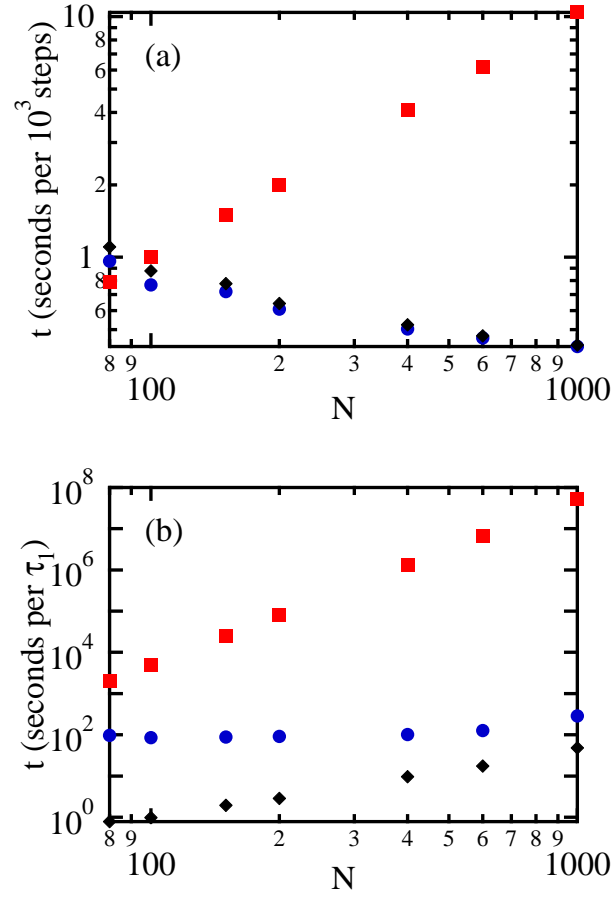 10
8
6
4
2
1
8
6
t (seconds per 10³ steps)
(a)
8 9 2 3 4 5 6 7 8 9
100 1000
N
10⁸
10⁶
10⁴
10²
10⁰
t (seconds per τ₁)
(b)
8 9 2 3 4 5 6 7 8 9
100 1000
N